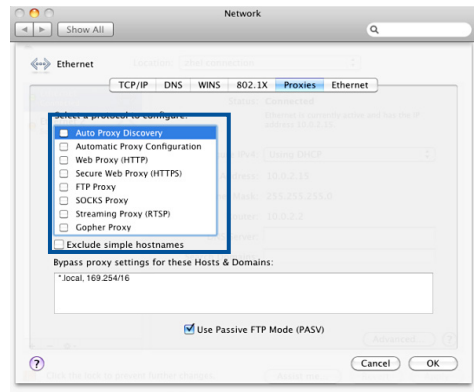 Network
Show All
Ethernet
TCP/IP DNS WINS 802.1X Proxies Ethernet
Select a protocol to configure:
Auto Proxy Discovery
Automatic Proxy Configuration
Web Proxy (HTTP)
Secure Web Proxy (HTTPS)
FTP Proxy
SOCKS Proxy
Streaming Proxy (RTSP)
Gopher Proxy
Exclude simple hostnames
Bypass proxy settings for these Hosts & Domains:
*.local, 169.254/16
Use Passive FTP Mode (PASV)
? Cancel OK